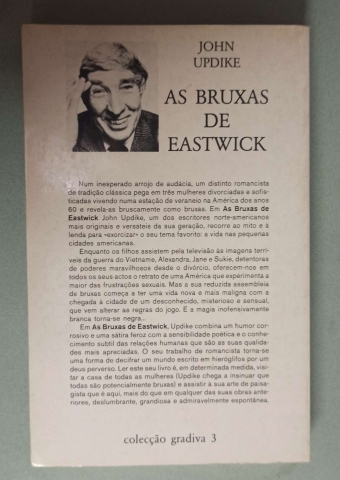 JOHN
UPDIKE
AS BRUXAS
DE
EASTWICK
Num inesperado arrojo de audácia, um distinto romancista
de tradição clássica pega em três mulheres divorciadas e sofis-
ticadas vivendo numa estação de veraneio na América dos anos
60 e revela-as bruscamente como bruxas. Em As Bruxas de
Eastwick John Updike, um dos escritores norte-americanos
mais originais e versáteis da sua geração, recorre ao mito e à
lenda para «exorcizar» o seu tema favorito: a vida nas pequenas
cidades americanas.
Enquanto os filhos assistem pela televisão às imagens terrí-
veis da guerra do Vietname, Alexandra, Jane e Sukie, detentoras
de poderes maravilhosos desde o divórcio, oferecem-nos em
todos os seus actos o retrato de uma América que experimenta a
maior das frustrações sexuais. Mas a sua reduzida assembleia
de bruxas começa a ter uma vida nova e mais maligna com a
chegada à cidade de um desconhecido, misterioso e sensual,
que vem alterar as regras do jogo. E a magia inofensivamente
branca torna-se negra...
Em As Bruxas de Eastwick, Updike combina um humor cor-
rosivo e uma sátira feroz com a sensibilidade poética e o conhe-
cimento subtil das relações humanas que são as suas qualida-
des mais apreciadas. O seu trabalho de romancista torna-se
uma forma de decifrar um mundo escrito em hieróglifos por um
deus perverso. Ler este seu livro é, em determinada medida, visi-
tar a casa de todas as mulheres (Updike chega a insinuar que
todas são potencialmente bruxas) e assistir à sua arte de paisa-
gista que é aqui, mais do que em qualquer das suas obras ante-
riores, deslumbrante, grandiosa e admiravelmente espontânea.
colecção gradiva 3